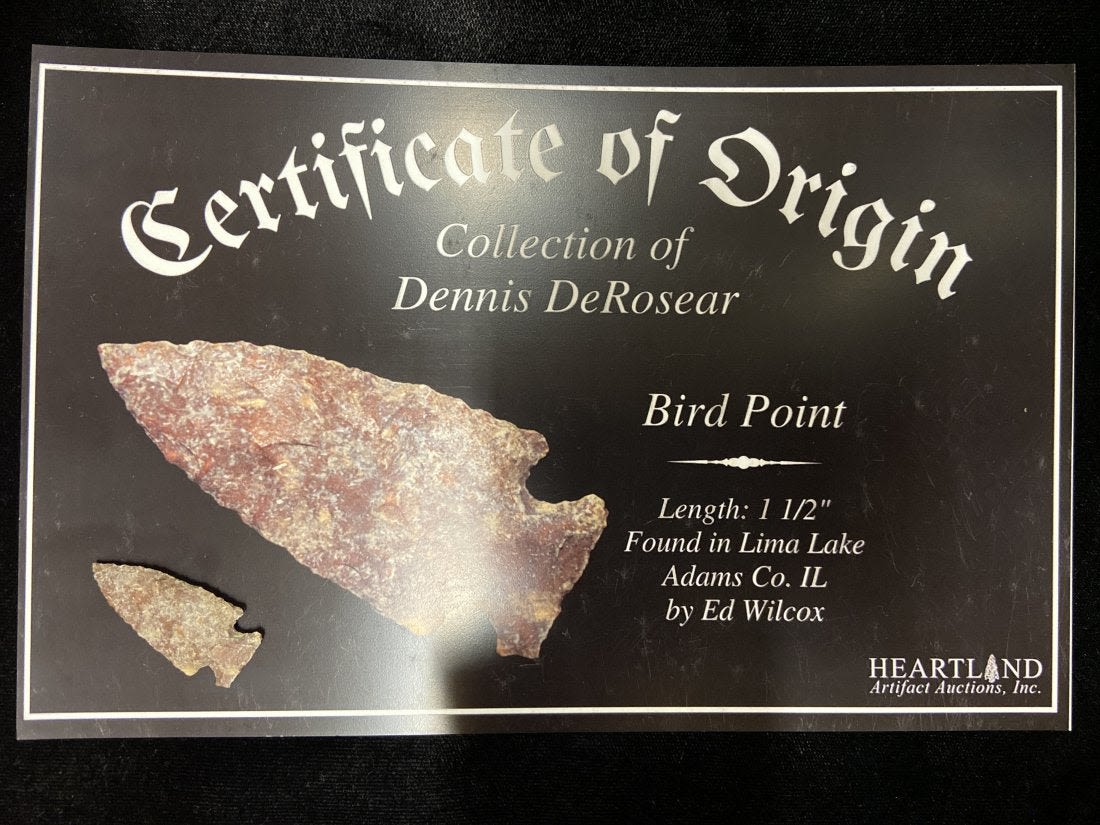 Certificate of Origin
Collection of
Dennis DeRosear
Bird Point
Length: 1 1/2"
Found in Lima Lake
Adams Co. IL
by Ed Wilcox
HEARTLAND
Artifact Auctions, Inc.